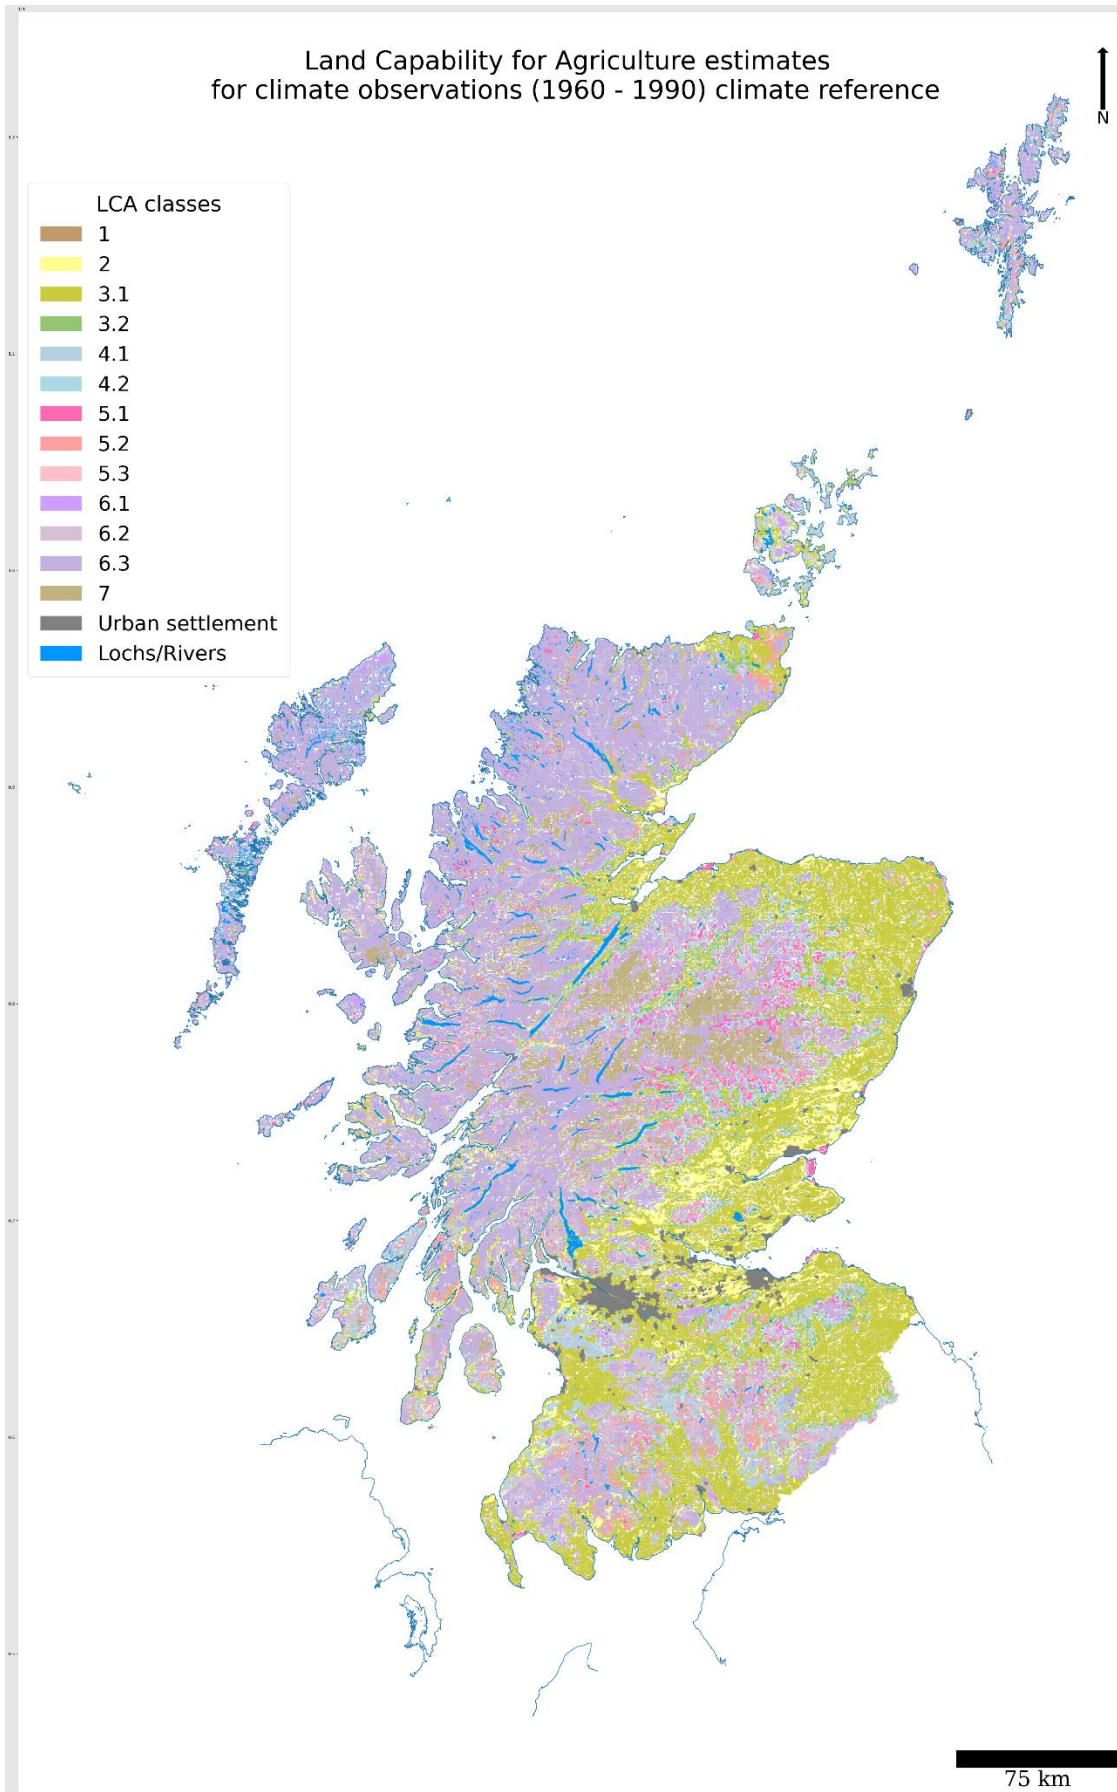 Land Capability for Agriculture estimates
for climate observations (1960 - 1990) climate reference
N
LCA classes
1
2
3.1
3.2
4.1
4.2
5.1
5.2
5.3
6.1
6.2
6.3
7
Urban settlement
Lochs/Rivers
75 km